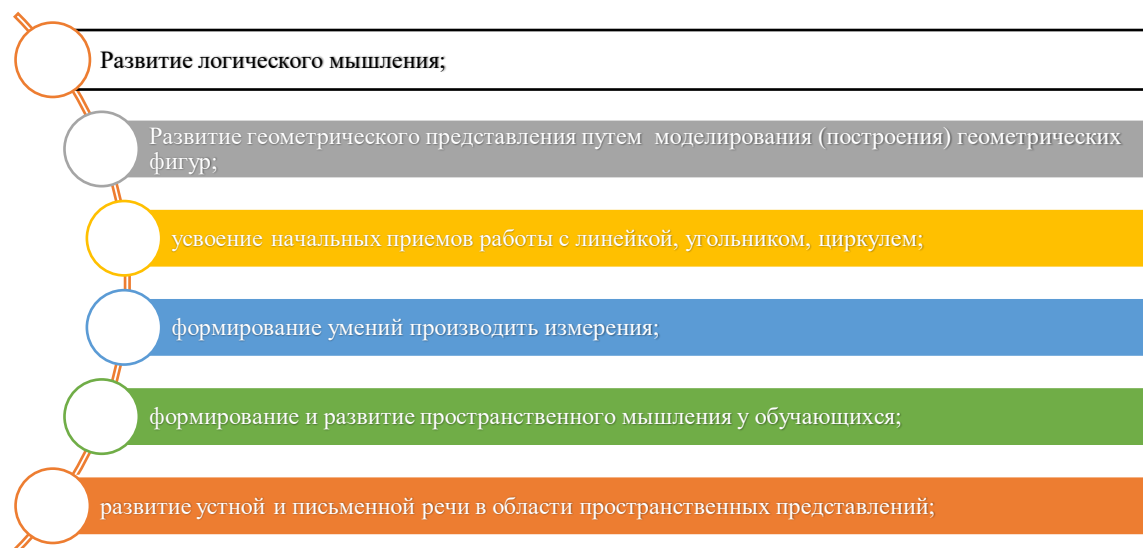 Развитие логического мышления;
Развитие геометрического представления путем моделирования (построения) геометрических
фигур;
усвоение начальных приемов работы с линейкой, угольником, циркулем;
формирование умений производить измерения;
формирование и развитие пространственного мышления у обучающихся;
развитие устной и письменной речи в области пространственных представлений;